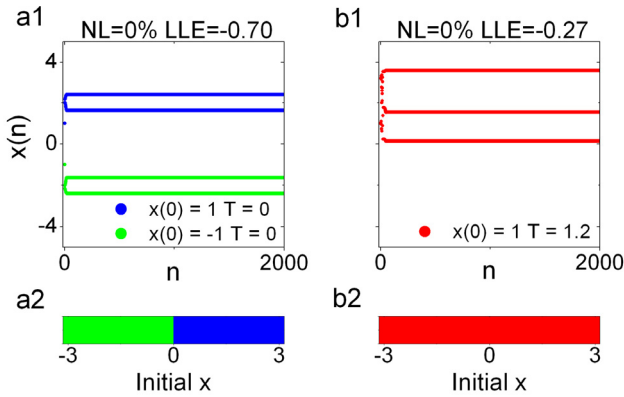 a1
NL=0% LLE=-0.70
4
0
-4
x(n)
x(0) = 1 T = 0
x(0) = -1 T = 0
0
n
2000
b1
NL=0% LLE=-0.27
x(0) = 1 T = 1.2
0
n
2000
a2
-3
0
3
Initial x
b2
-3
0
3
Initial x